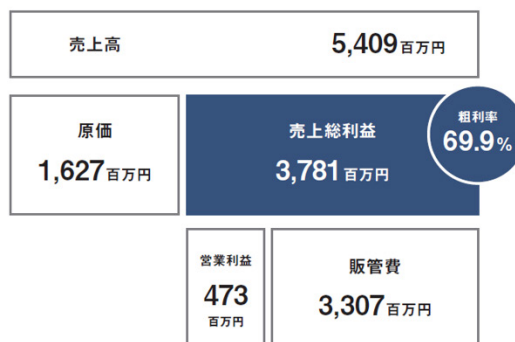 売上高 5,409百万円
原価
1,627百万円
売上総利益
3,781百万円
粗利率
69.9%
営業利益
473
百万円
販管費
3,307百万円